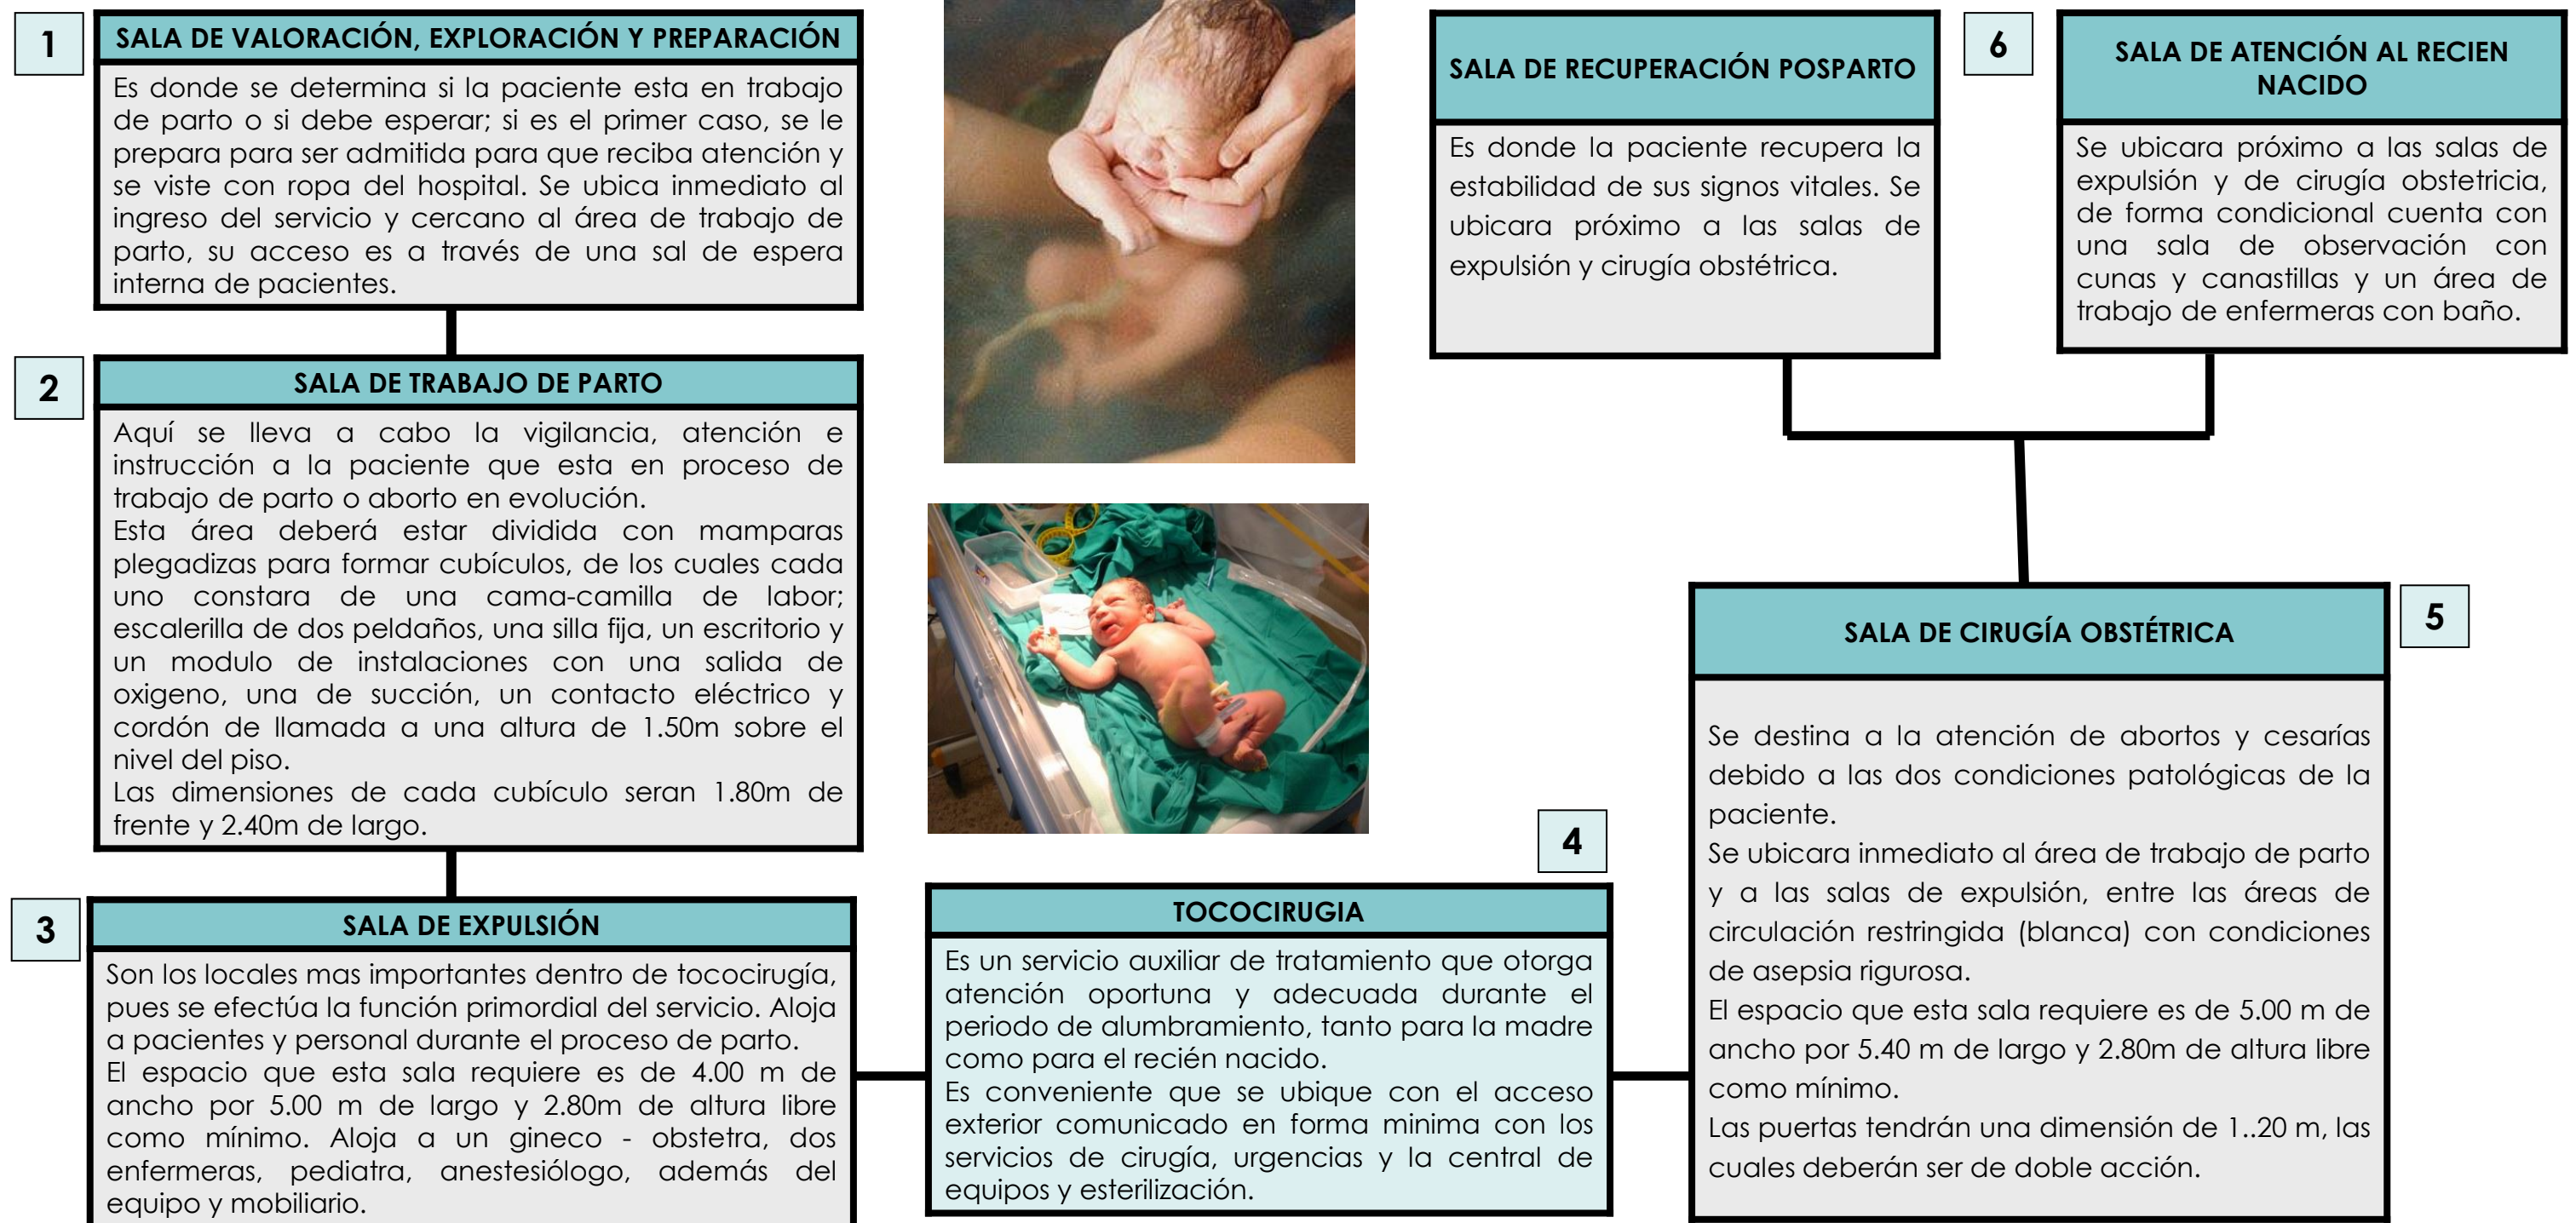 1
SALA DE VALORACIÓN, EXPLORACIÓN Y PREPARACIÓN
Es donde se determina si la paciente esta en trabajo
de parto o si debe esperar; si es el primer caso, se le
prepara para ser admitida para que reciba atención y
se viste con ropa del hospital. Se ubica inmediato al
ingreso del servicio y cercano al área de trabajo de
parto, su acceso es a través de una sal de espera
interna de pacientes.
2
SALA DE TRABAJO DE PARTO
Aquí se lleva a cabo la vigilancia, atención e
instrucción a la paciente que esta en proceso de
trabajo de parto o aborto en evolución.
Esta área deberá estar dividida con mamparas
plegadizas para formar cubículos, de los cuales cada
uno constara de una cama-camilla de labor;
escalerilla de dos peldaños, una silla fija, un escritorio y
un modulo de instalaciones con una salida de
oxigeno, una de succión, un contacto eléctrico y
cordón de llamada a una altura de 1.50m sobre el
nivel del piso.
Las dimensiones de cada cubículo seran 1.80m de
frente y 2.40m de largo.
3
SALA DE EXPULSIÓN
Son los locales mas importantes dentro de tococirugía,
pues se efectúa la función primordial del servicio. Aloja
a pacientes y personal durante el proceso de parto.
El espacio que esta sala requiere es de 4.00 m de
ancho por 5.00 m de largo y 2.80m de altura libre
como mínimo. Aloja a un gineco - obstetra, dos
enfermeras, pediatra, anestesiólogo, además del
equipo y mobiliario.
4
TOCOCIRUGIA
Es un servicio auxiliar de tratamiento que otorga
atención oportuna y adecuada durante el
periodo de alumbramiento, tanto para la madre
como para el recién nacido.
Es conveniente que se ubique con el acceso
exterior comunicado en forma minima con los
servicios de cirugía, urgencias y la central de
equipos y esterilización.
5
SALA DE CIRUGÍA OBSTÉTRICA
Se destina a la atención de abortos y cesarías
debido a las dos condiciones patológicas de la
paciente.
Se ubicara inmediato al área de trabajo de parto
y a las salas de expulsión, entre las áreas de
circulación restringida (blanca) con condiciones
de asepsia rigurosa.
El espacio que esta sala requiere es de 5.00 m de
ancho por 5.40 m de largo y 2.80m de altura libre
como mínimo.
Las puertas tendrán una dimensión de 1..20 m, las
cuales deberán ser de doble acción.
SALA DE RECUPERACIÓN POSPARTO
Es donde la paciente recupera la
estabilidad de sus signos vitales. Se
ubicara próximo a las salas de
expulsión y cirugía obstétrica.
6
SALA DE ATENCIÓN AL RECIEN
NACIDO
Se ubicara próximo a las salas de
expulsión y de cirugía obstetricia,
de forma condicional cuenta con
una sala de observación con
cunas y canastillas y un área de
trabajo de enfermeras con baño.